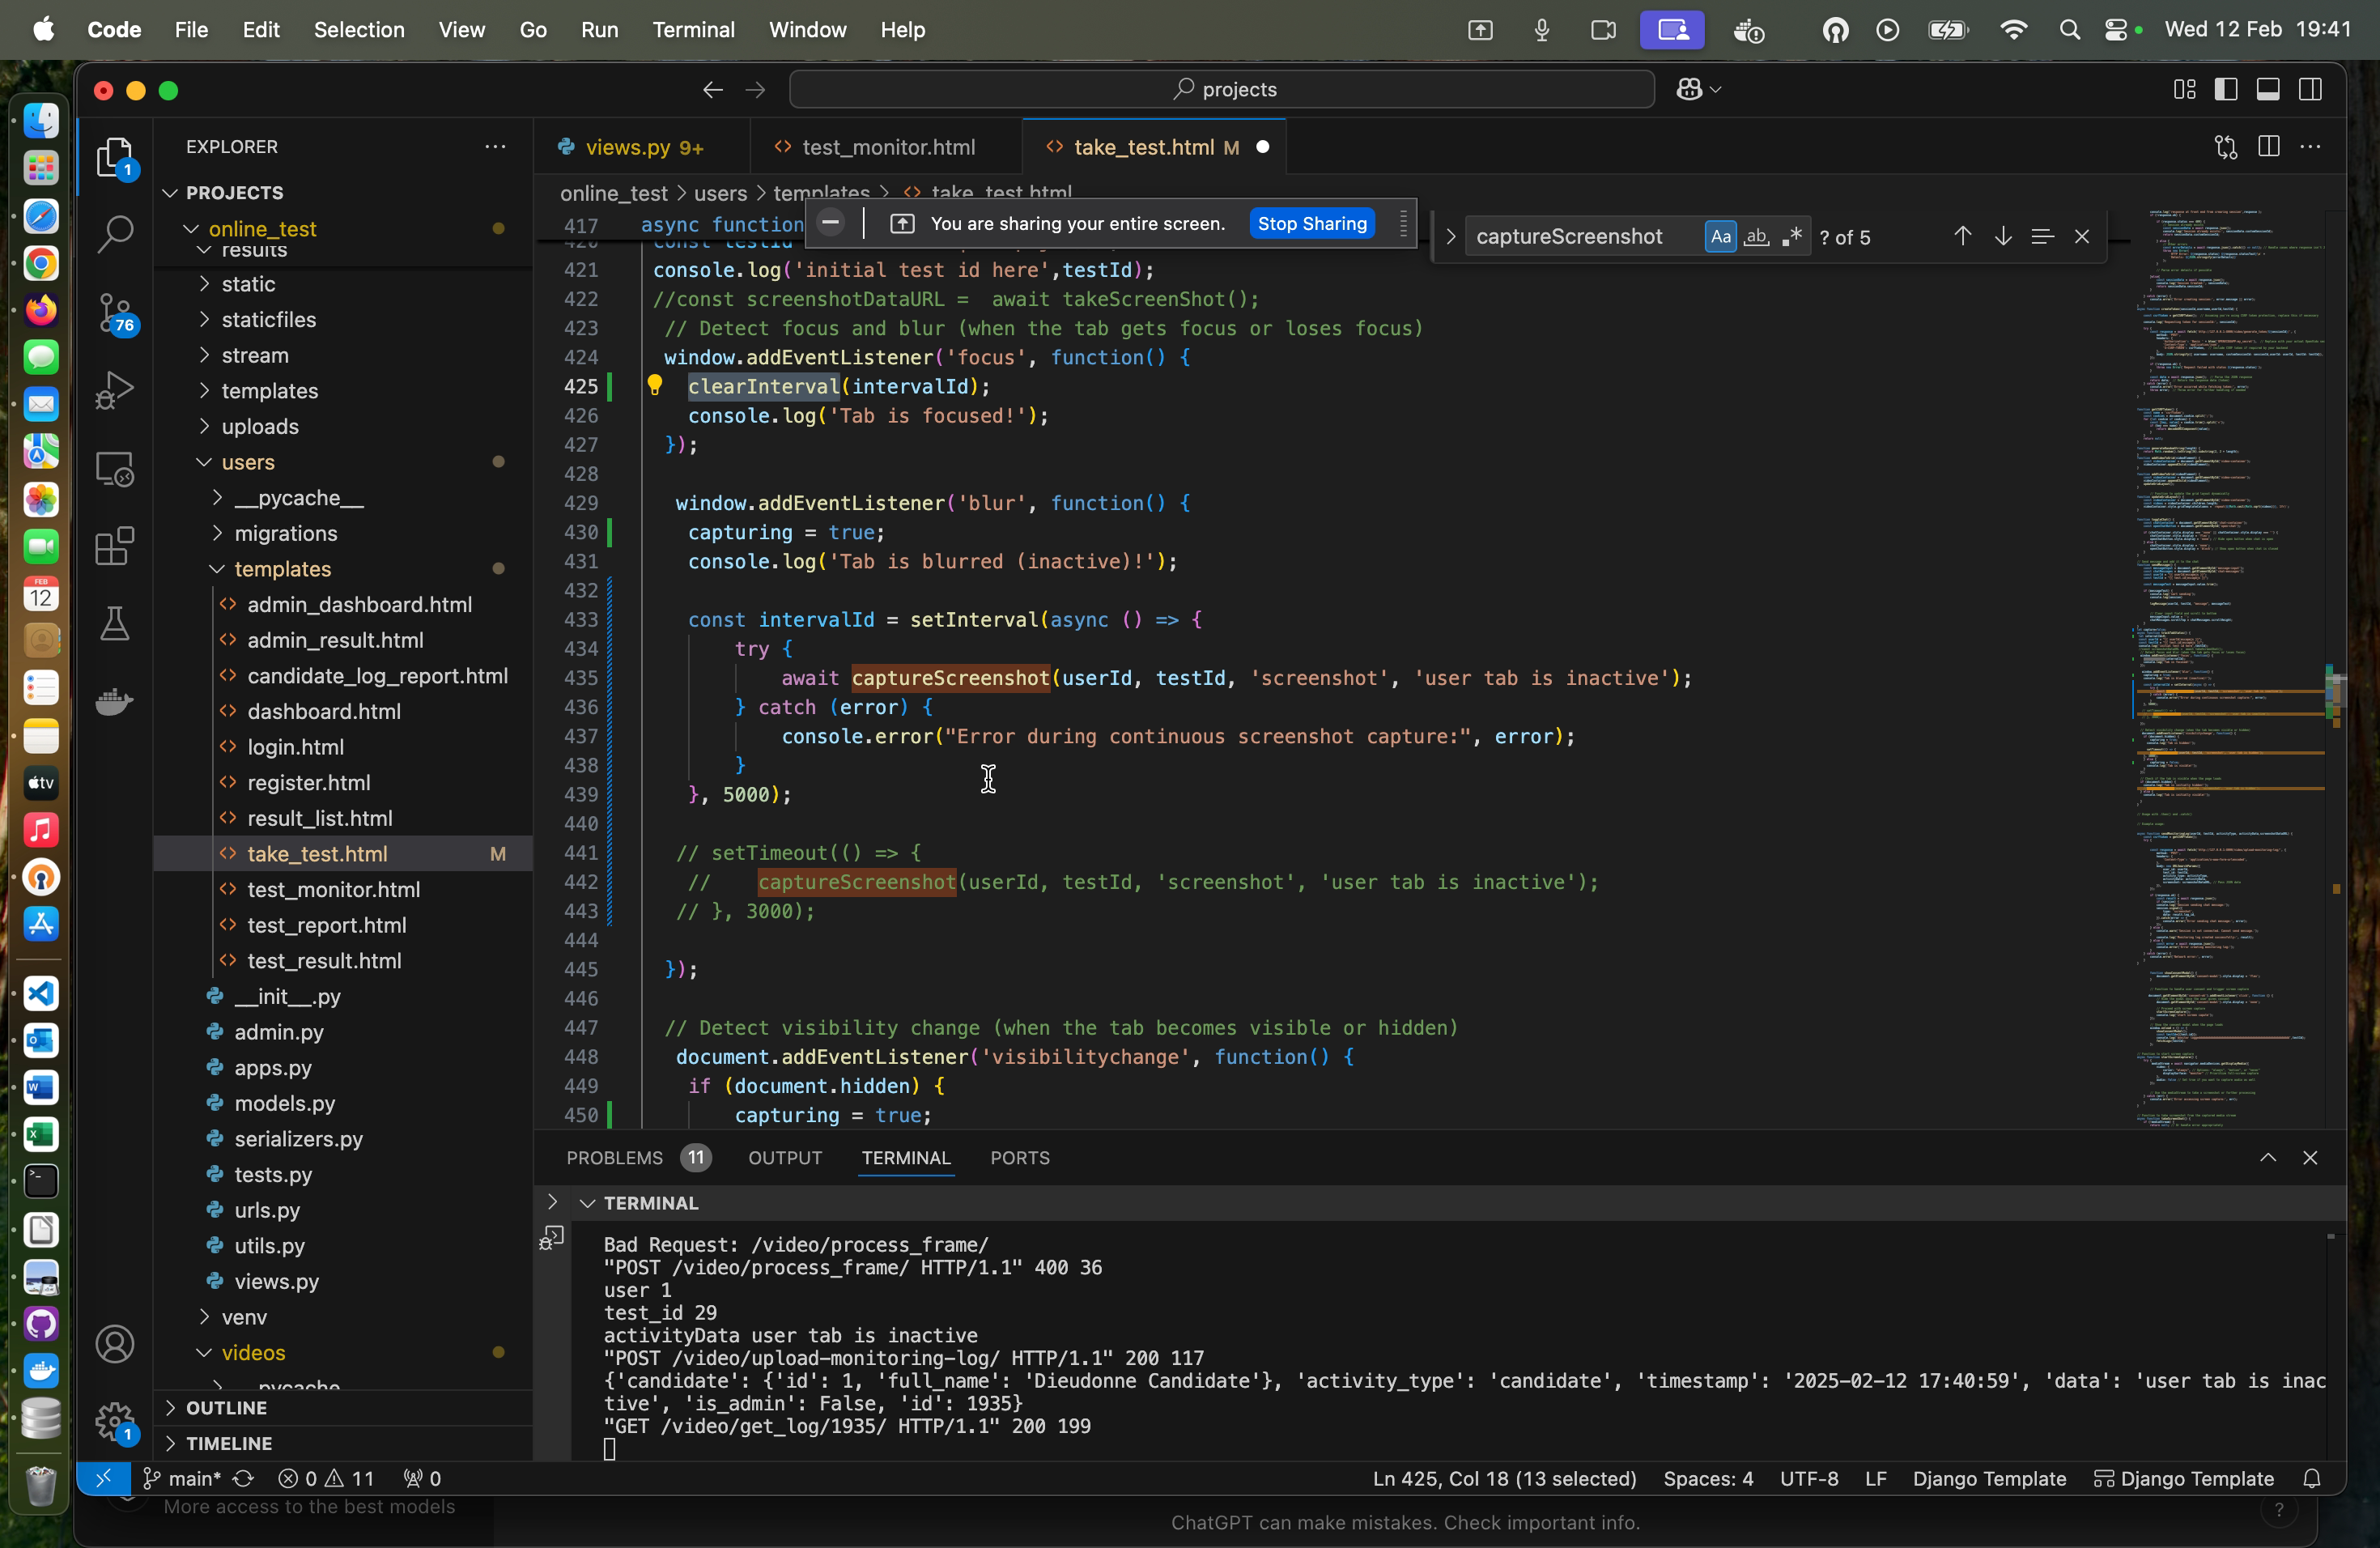 Code File Edit Selection View Go Run Terminal Window Help Wed 12 Feb 19:41
projects
EXPLORER
views.py 9+
test_monitor.html
take_test.html M
1
PROJECTS
online_test
results
static
staticfiles
stream
templates
uploads
users
__pycache__
migrations
templates
admin_dashboard.html
admin_result.html
candidate_log_report.html
dashboard.html
login.html
register.html
result_list.html
take_test.html M
test_monitor.html
test_report.html
test_result.html
__init__.py
admin.py
apps.py
models.py
serializers.py
tests.py
urls.py
utils.py
views.py
venv
videos
pycache
OUTLINE
TIMELINE
76
FEB
12
tv
1
online_test > users > templates > take_test.html
You are sharing your entire screen. Stop Sharing
captureScreenshot Aa ab ? of 5
417 async function
420 const testId
421 console.log('initial test id here',testId);
422 //const screenshotDataURL =  await takeScreenShot();
423 // Detect focus and blur (when the tab gets focus or loses focus)
424 window.addEventListener('focus', function() {
425 clearInterval(intervalId);
426 console.log('Tab is focused!');
427 });
428
429 window.addEventListener('blur', function() {
430 capturing = true;
431 console.log('Tab is blurred (inactive)!');
432
433 const intervalId = setInterval(async () => {
434 try {
435 await captureScreenshot(userId, testId, 'screenshot', 'user tab is inactive');
436 } catch (error) {
437 console.error("Error during continuous screenshot capture:", error);
438 }
439 }, 5000);
440
441 // setTimeout(() => {
442 //    captureScreenshot(userId, testId, 'screenshot', 'user tab is inactive');
443 // }, 3000);
444
445 });
446
447 // Detect visibility change (when the tab becomes visible or hidden)
448 document.addEventListener('visibilitychange', function() {
449 if (document.hidden) {
450 capturing = true;
PROBLEMS 11 OUTPUT TERMINAL PORTS
TERMINAL
Bad Request: /video/process_frame/
"POST /video/process_frame/ HTTP/1.1" 400 36
user 1
test_id 29
activityData user tab is inactive
"POST /video/upload-monitoring-log/ HTTP/1.1" 200 117
{'candidate': {'id': 1, 'full_name': 'Dieudonne Candidate'}, 'activity_type': 'candidate', 'timestamp': '2025-02-12 17:40:59', 'data': 'user tab is inac
tive', 'is_admin': False, 'id': 1935}
"GET /video/get_log/1935/ HTTP/1.1" 200 199
main* 0 11 0 Ln 425, Col 18 (13 selected) Spaces: 4 UTF-8 LF Django Template Django Template
More access to the best models
ChatGPT can make mistakes. Check important info.
?